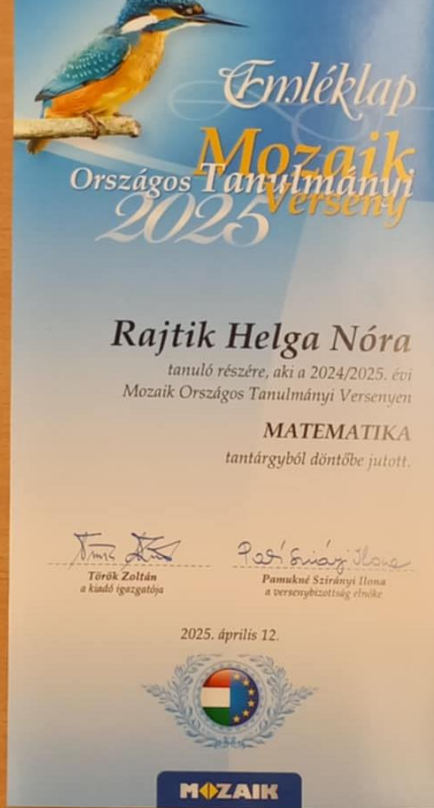 Emléklap
Mozaik
Országos Tanulmányi
Verseny
2025
Rajtik Helga Nóra
tanuló részére, aki a 2024/2025. évi
Mozaik Országos Tanulmányi Versenyen
MATEMATIKA
tantárgyból döntőbe jutott.
Török Zoltán
a kiadó igazgatója
Pamukné Szirányi Ilona
a versenybizottság elnöke
2025. április 12.
MOZAIK